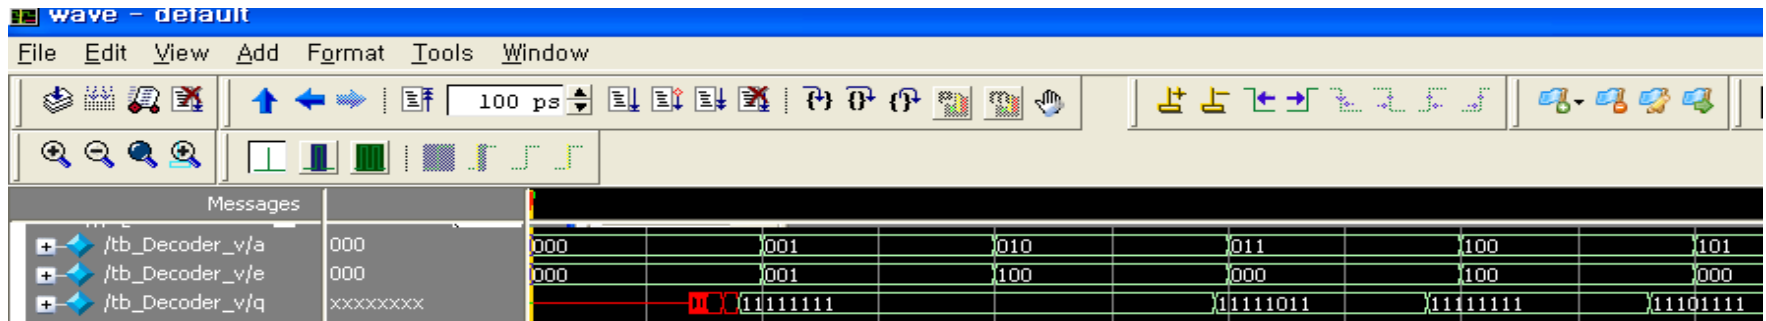 wave - default
File Edit View Add Format Tools Window
100 ps
Messages
/tb_Decoder_v/a 000 000 001 010 011 100 101
/tb_Decoder_v/e 000 000 001 100 000 100 000
/tb_Decoder_v/q xxxxxxxx 11111111 11111011 11111111 11101111